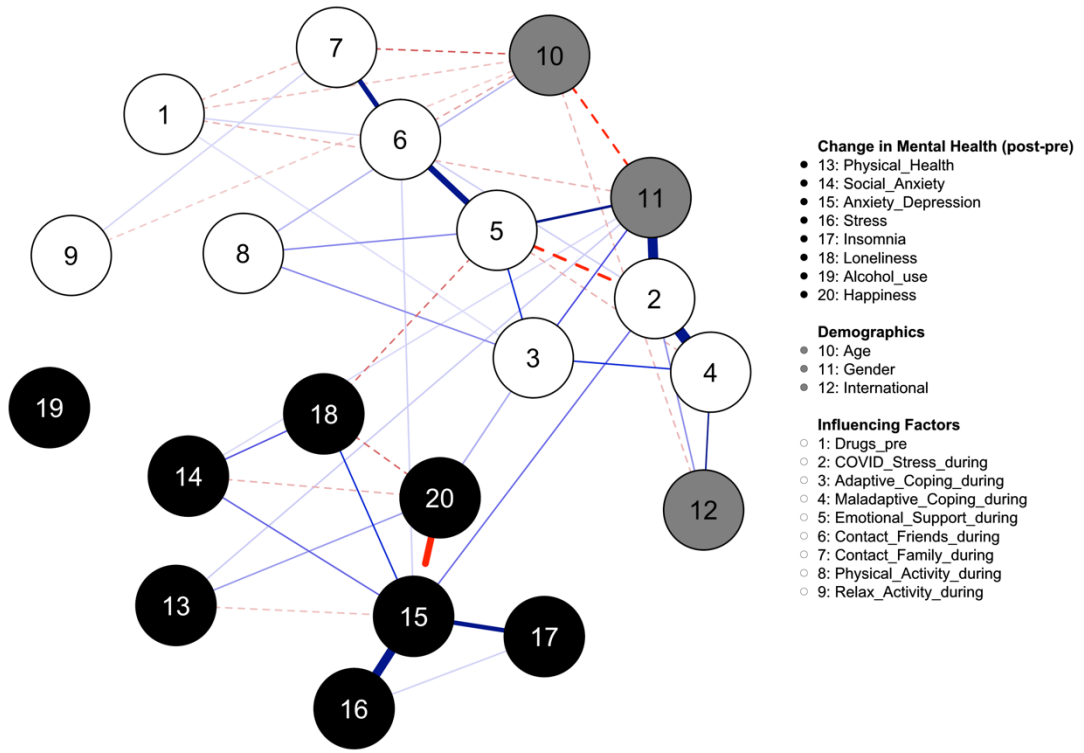 7
10
1
6
11
5
9
8
2
3
4
19
18
14
20
12
13
15
17
16
Change in Mental Health (post-pre)
13: Physical_Health
14: Social_Anxiety
15: Anxiety_Depression
16: Stress
17: Insomnia
18: Loneliness
19: Alcohol_use
20: Happiness
Demographics
10: Age
11: Gender
12: International
Influencing Factors
1: Drugs_pre
2: COVID_Stress_during
3: Adaptive_Coping_during
4: Maladaptive_Coping_during
5: Emotional_Support_during
6: Contact_Friends_during
7: Contact_Family_during
8: Physical_Activity_during
9: Relax_Activity_during